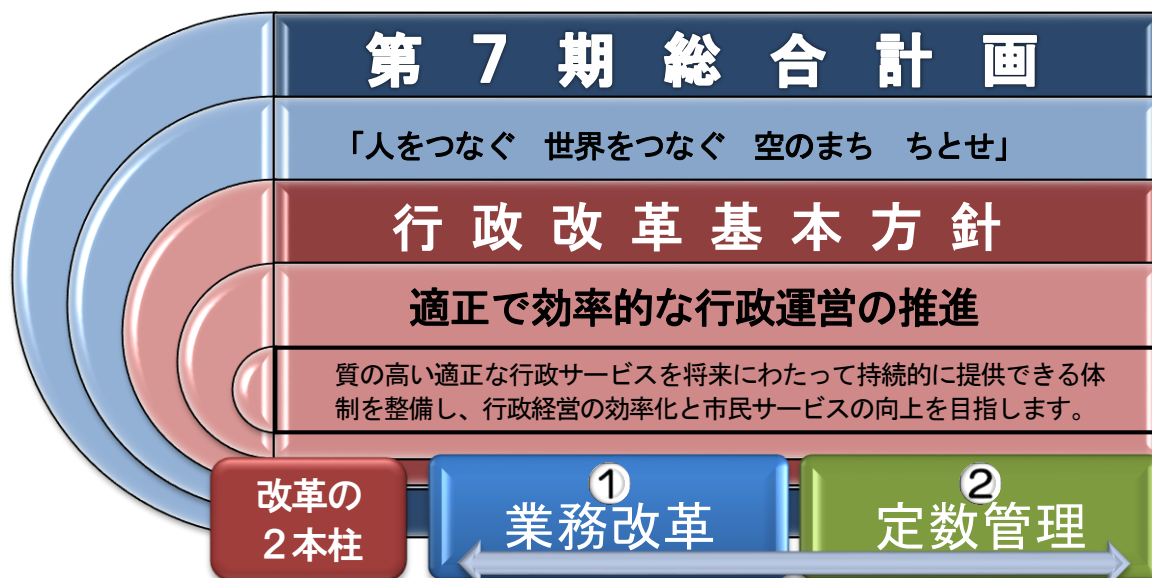 第７期総合計画
「人をつなぐ　世界をつなぐ　空のまち　ちとせ」
行政改革基本方針
適正で効率的な行政運営の推進
質の高い適正な行政サービスを将来にわたって持続的に提供できる体
制を整備し、行政経営の効率化と市民サービスの向上を目指します。
改革の
２本柱
①
業務改革
②
定数管理